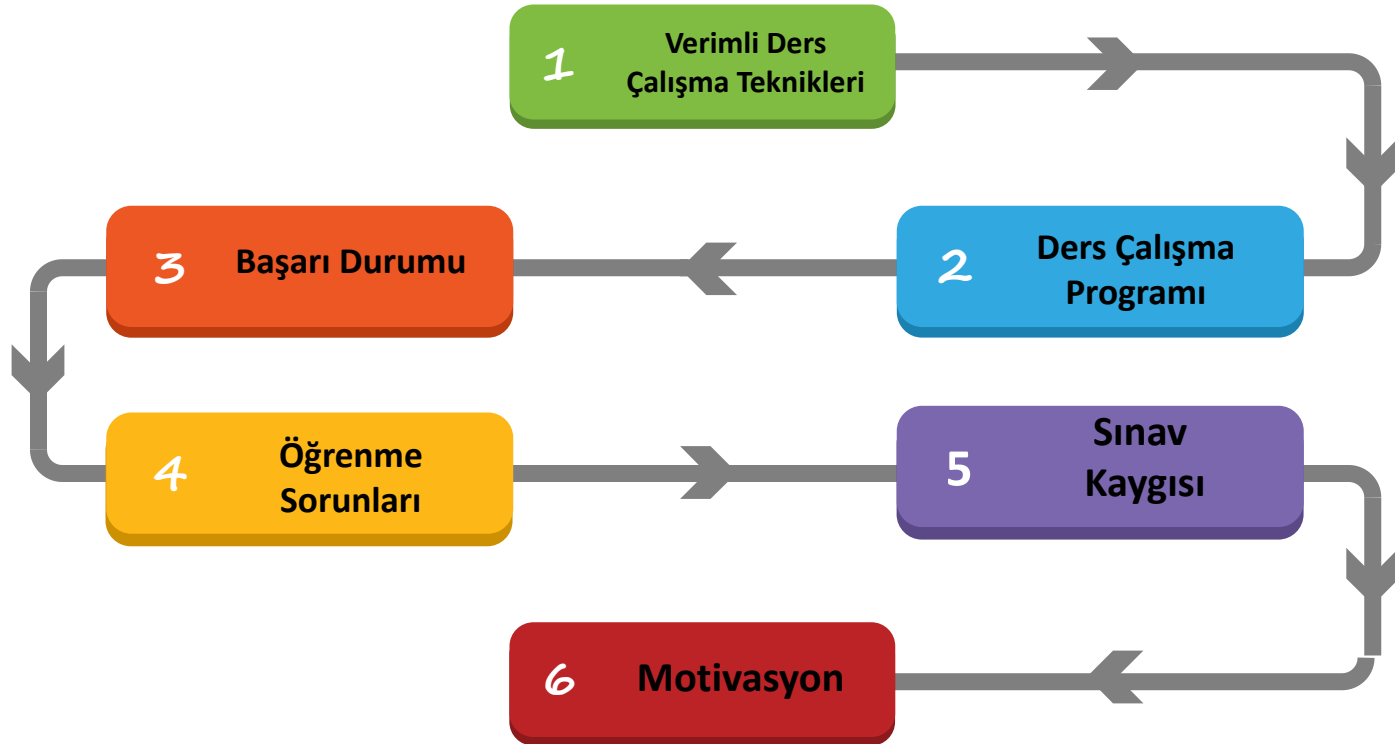 1
Verimli Ders
Çalışma Teknikleri
2
Ders Çalışma
Programı
3
Başarı Durumu
4
Öğrenme
Sorunları
5
Sınav
Kaygısı
6
Motivasyon